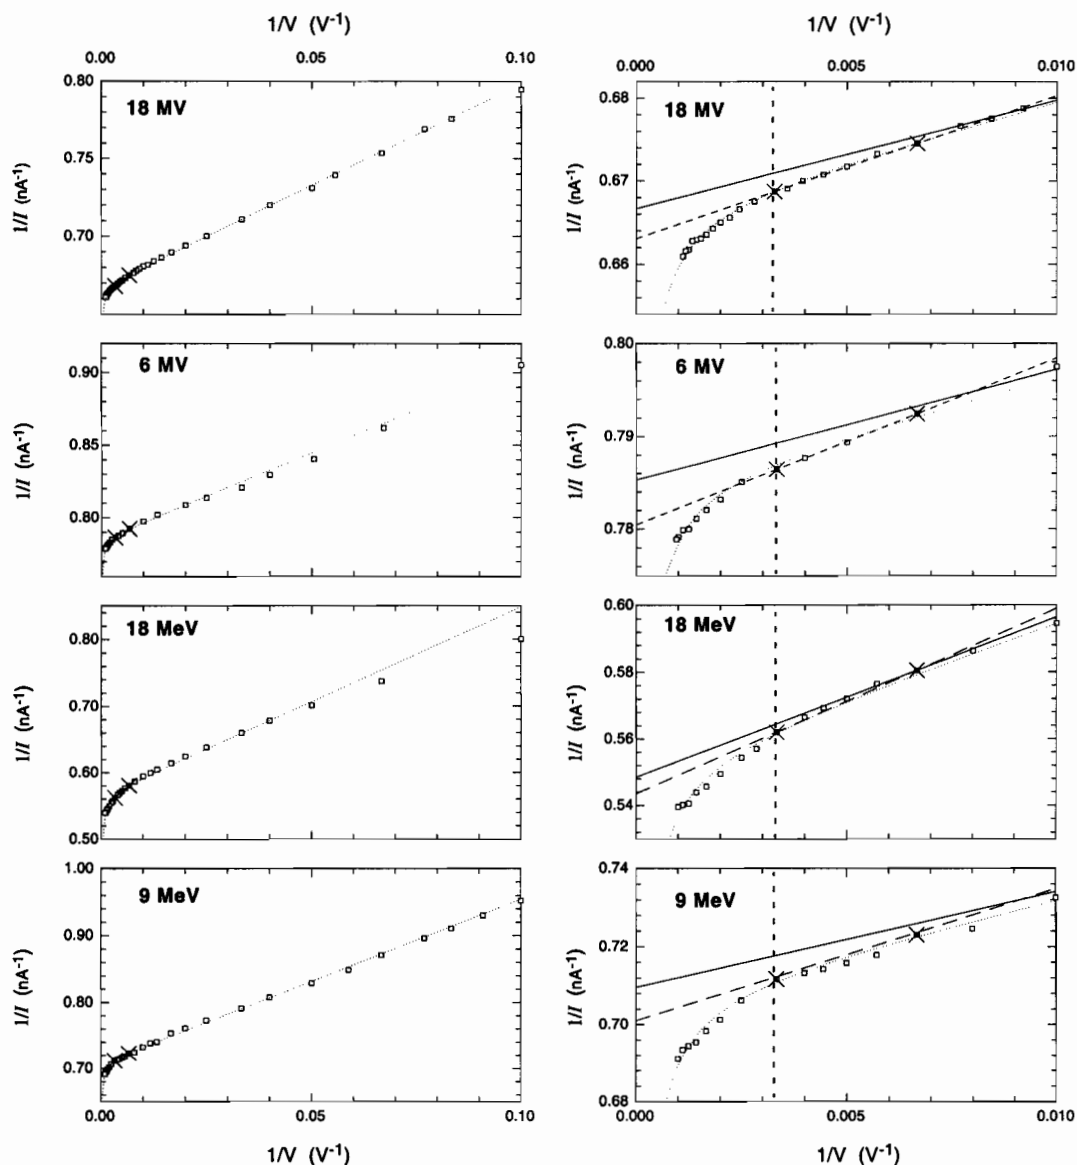 1/V (V⁻¹)
1/V (V⁻¹)
0.00 0.05 0.10
0.000 0.005 0.010
18 MV
0.80
0.75
0.70
1/I (nA⁻¹)
18 MV
0.68
0.67
0.66
1/I (nA⁻¹)
6 MV
0.90
0.85
0.80
1/I (nA⁻¹)
6 MV
0.80
0.79
0.78
1/I (nA⁻¹)
18 MeV
0.80
0.70
0.60
0.50
1/I (nA⁻¹)
18 MeV
0.60
0.58
0.56
0.54
1/I (nA⁻¹)
9 MeV
1.00
0.90
0.80
0.70
1/I (nA⁻¹)
9 MeV
0.74
0.72
0.70
0.68
1/I (nA⁻¹)
0.00 0.05 0.10
0.000 0.005 0.010
1/V (V⁻¹)
1/V (V⁻¹)